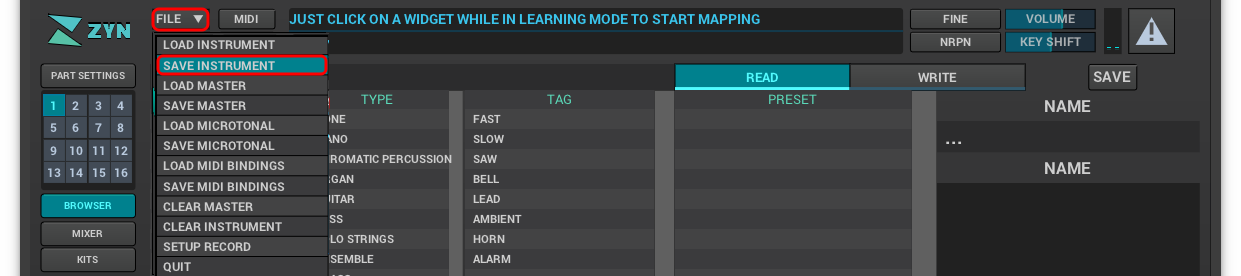 ZYN
FILE ▼
MIDI
JUST CLICK ON A WIDGET WHILE IN LEARNING MODE TO START MAPPING
FINE
VOLUME
NRPN
KEY SHIFT
--
PART SETTINGS
LOAD INSTRUMENT
SAVE INSTRUMENT
LOAD MASTER
SAVE MASTER
LOAD MICROTONAL
SAVE MICROTONAL
LOAD MIDI BINDINGS
SAVE MIDI BINDINGS
CLEAR MASTER
CLEAR INSTRUMENT
SETUP RECORD
QUIT
READ
WRITE
SAVE
1 2 3 4
5 6 7 8
9 10 11 12
13 14 15 16
BROWSER
MIXER
KITS
TYPE
NE
ANO
ROMATIC PERCUSSION
GAN
ITAR
SS
LO STRINGS
SEMBLE
TAG
FAST
SLOW
SAW
BELL
LEAD
AMBIENT
HORN
ALARM
PRESET
NAME
...
NAME